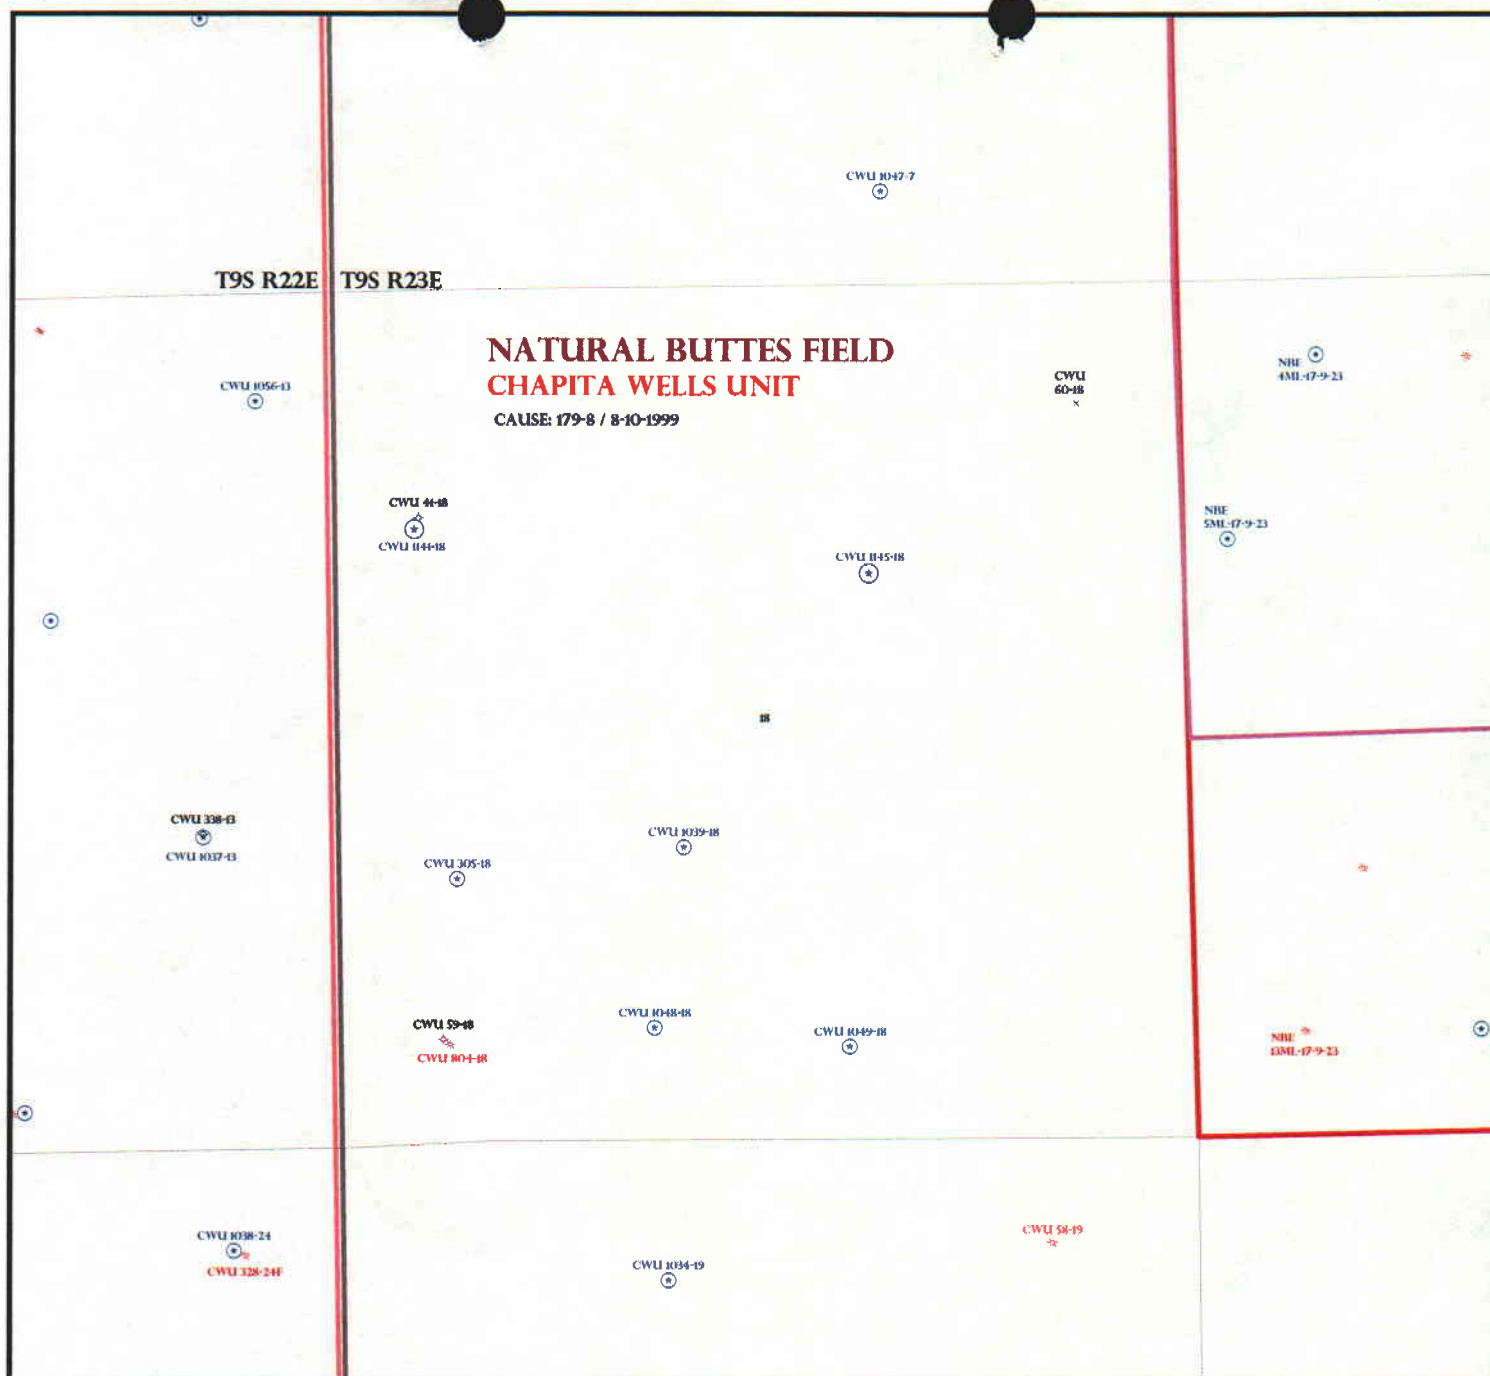 CWU 1047-7
T9S R22E
T9S R23E
NATURAL BUTTES FIELD
CHAPITA WELLS UNIT
CAUSE: 179-8 / 8-10-1999
CWU 1056-13
CWU
60-18
NBE
4ML-17-9-23
CWU 41-18
CWU 1144-18
NBE
5ML-17-9-23
CWU 1145-18
18
CWU 338-13
CWU 1037-13
CWU 1039-18
CWU 305-18
CWU 1048-18
CWU 59-18
CWU 804-18
CWU 1049-18
NBE
13ML-17-9-23
CWU 58-19
CWU 1038-24
CWU 328-24F
CWU 1034-19